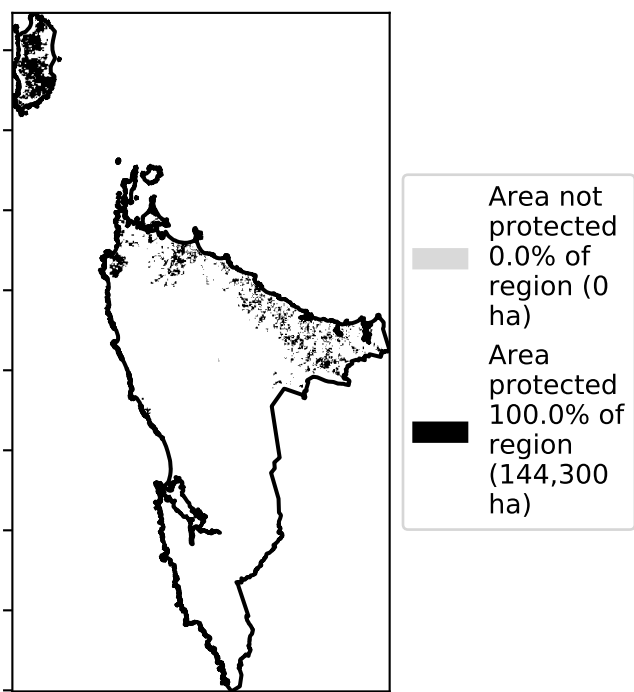 Area not
protected
0.0% of
region (0
ha)
Area
protected
100.0% of
region
(144,300
ha)